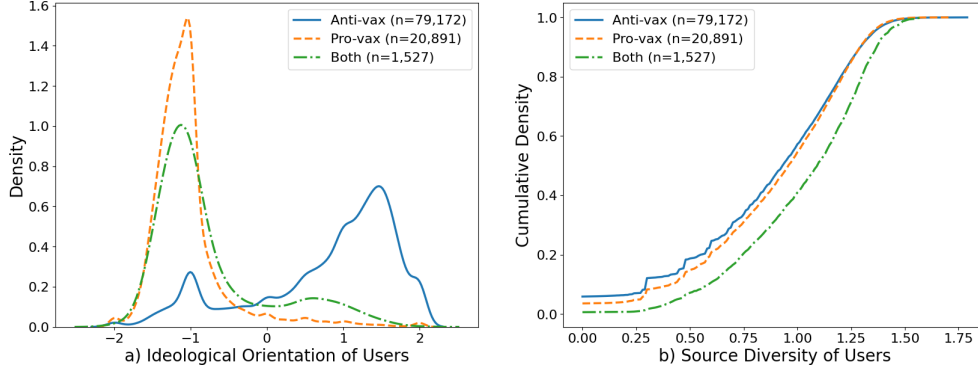 1.6
1.4
1.2
1.0
0.8
0.6
0.4
0.2
0.0
Density
Anti-vax (n=79,172)
Pro-vax (n=20,891)
Both (n=1,527)
−2
−1
0
1
2
a) Ideological Orientation of Users
1.0
0.8
0.6
0.4
0.2
0.0
Cumulative Density
Anti-vax (n=79,172)
Pro-vax (n=20,891)
Both (n=1,527)
0.00
0.25
0.50
0.75
1.00
1.25
1.50
1.75
b) Source Diversity of Users